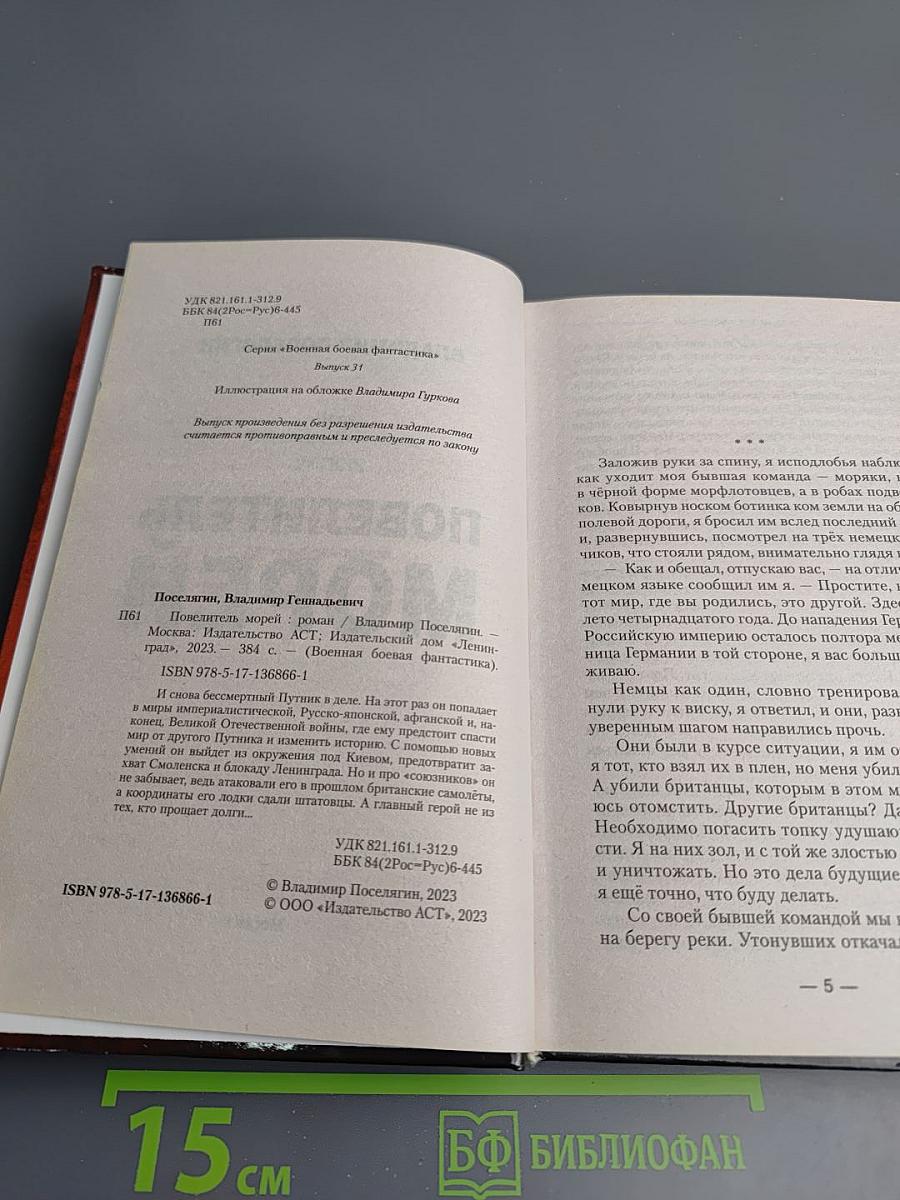 УДК 821.161.1-312.9
ББК 84(2Рос=Рус)6-445
П61
Серия «Военная боевая фантастика»
Выпуск 31
Иллюстрация на обложке Владимира Гуркова
Выпуск произведения без разрешения издательства
считается противоправным и преследуется по закону
Поселягин, Владимир Геннадьевич
П61 Повелитель морей : роман / Владимир Поселягин. —
Москва: Издательство АСТ; Издательский дом «Ленин-
град», 2023. — 384 с. — (Военная боевая фантастика).
ISBN 978-5-17-136866-1
И снова бессмертный Путник в деле. На этот раз он попадает
в миры империалистической, Русско-японской, афганской и, на-
конец, Великой Отечественной войны, где ему предстоит спасти
мир от другого Путника и изменить историю. С помощью новых
умений он выйдет из окружения под Киевом, предотвратит за-
хват Смоленска и блокаду Ленинграда. Но и про «союзников» он
не забывает, ведь атаковали его в прошлом британские самолёты,
а координаты его лодки сдали штатовцы. А главный герой не из
тех, кто прощает долги...
УДК 821.161.1-312.9
ББК 84(2Рос=Рус)6-445
ISBN 978-5-17-136866-1
© Владимир Поселягин, 2023
© ООО «Издательство АСТ», 2023
* * *
Заложив руки за спину, я исподлобья наблю
как уходит моя бывшая команда — моряки,
в чёрной форме морфлотовцев, а в робах подв
ков. Ковырнув носком ботинка ком земли на об
полевой дороги, я бросил им вслед последний
и, развернувшись, посмотрел на трёх немецк
чиков, что стояли рядом, внимательно глядя
— Как и обещал, отпускаю вас, — на отлич
мецком языке сообщил им я. — Простите,
тот мир, где вы родились, это другой. Здес
лето четырнадцатого года. До нападения Гер
Российскую империю осталось полтора ме
ница Германии в той стороне, я вас больш
живаю.
Немцы как один, словно тренирова
нули руку к виску, я ответил, и они, раз
уверенным шагом направились прочь.
Они были в курсе ситуации, я им о
я тот, кто взял их в плен, но меня убил
А убили британцы, которым в этом м
юсь отомстить. Другие британцы? Да
Необходимо погасить топку удушаю
сти. Я на них зол, и с той же злостью
и уничтожать. Но это дела будущие
я ещё точно, что буду делать.
Со своей бывшей командой мы
на берегу реки. Утонувших откачал
— 5 —
15 см
БФ БИБЛИОФАН